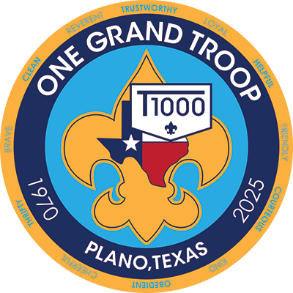 TRUSTWORTHY
LOYAL
HELPFUL
FRIENDLY
COURTEOUS
KIND
OBEDIENT
CHEERFUL
THRIFTY
BRAVE
CLEAN
REVERENT
ONE GRAND TROOP
T1000
1970
2025
PLANO, TEXAS